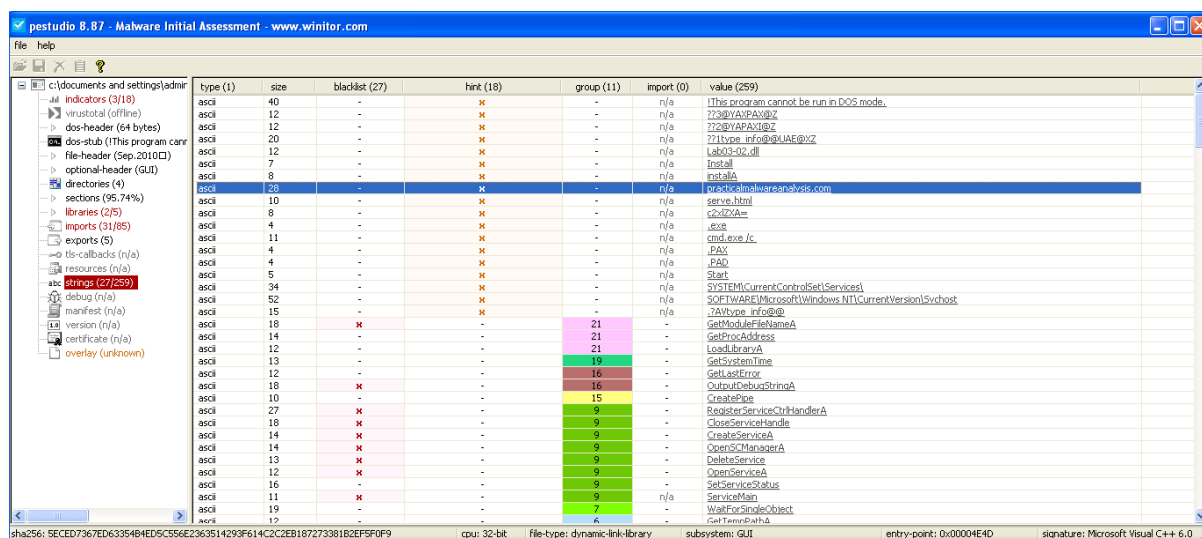 pestudio 8.87 - Malware Initial Assessment - www.winitor.com
file help
c:\documents and settings\admir
indicators (3/18)
virustotal (offline)
dos-header (64 bytes)
dos-stub (!This program canr
file-header (Sep.2010□)
optional-header (GUI)
directories (4)
sections (95.74%)
libraries (2/5)
imports (31/85)
exports (5)
tls-callbacks (n/a)
resources (n/a)
abc strings (27/259)
debug (n/a)
manifest (n/a)
1.0 version (n/a)
certificate (n/a)
overlay (unknown)
type (1) size blacklist (27) hint (18) group (11) import (0) value (259)
ascii 40 - x - n/a !This program cannot be run in DOS mode.
ascii 12 - x - n/a ??3@YAXPAX@Z
ascii 12 - x - n/a ??2@YAPAXI@Z
ascii 20 - x - n/a ??1type_info@@UAE@XZ
ascii 12 - x - n/a Lab03-02.dll
ascii 7 - x - n/a Install
ascii 8 - x - n/a installA
ascii 28 - x - n/a practicalmalwareanalysis.com
ascii 10 - x - n/a serve.html
ascii 8 - x - n/a c2xlZXA=
ascii 4 - x - n/a .exe
ascii 11 - x - n/a cmd.exe /c
ascii 4 - x - n/a .PAX
ascii 4 - x - n/a .PAD
ascii 5 - x - n/a Start
ascii 34 - x - n/a SYSTEM\CurrentControlSet\Services\
ascii 52 - x - n/a SOFTWARE\Microsoft\Windows NT\CurrentVersion\Svchost
ascii 15 - x - n/a .?AVtype_info@@
ascii 18 x - 21 - GetModuleFileNameA
ascii 14 - - 21 - GetProcAddress
ascii 12 - - 21 - LoadLibraryA
ascii 13 - - 19 - GetSystemTime
ascii 12 - - 16 - GetLastError
ascii 18 x - 16 - OutputDebugStringA
ascii 10 - - 15 - CreatePipe
ascii 27 x - 9 - RegisterServiceCtrlHandlerA
ascii 18 x - 9 - CloseServiceHandle
ascii 14 x - 9 - CreateServiceA
ascii 14 x - 9 - OpenSCManagerA
ascii 13 x - 9 - DeleteService
ascii 12 x - 9 - OpenServiceA
ascii 16 - - 9 - SetServiceStatus
ascii 11 x - 9 n/a ServiceMain
ascii 19 - - 7 - WaitForSingleObject
ascii 12 - - 6 - GetTempPathA
sha256: 5ECED7367ED63354B4ED5C556E2363514293F614C2C2EB187273381B2EF5F0F9 cpu: 32-bit file-type: dynamic-link-library subsystem: GUI entry-point: 0x00004E4D signature: Microsoft Visual C++ 6.0